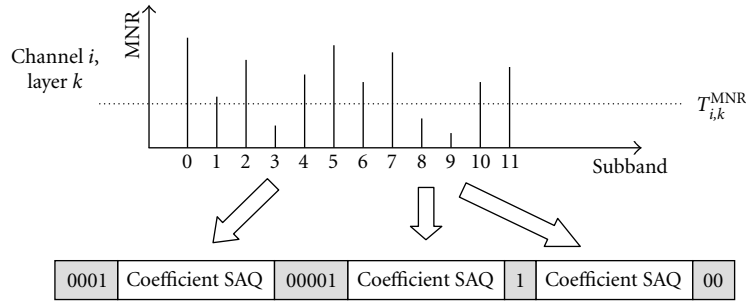 MNR
Channel i,
layer k
T_{i,k}^{MNR}
0 1 2 3 4 5 6 7 8 9 10 11
Subband
0001 Coefficient SAQ 00001 Coefficient SAQ 1 Coefficient SAQ 00